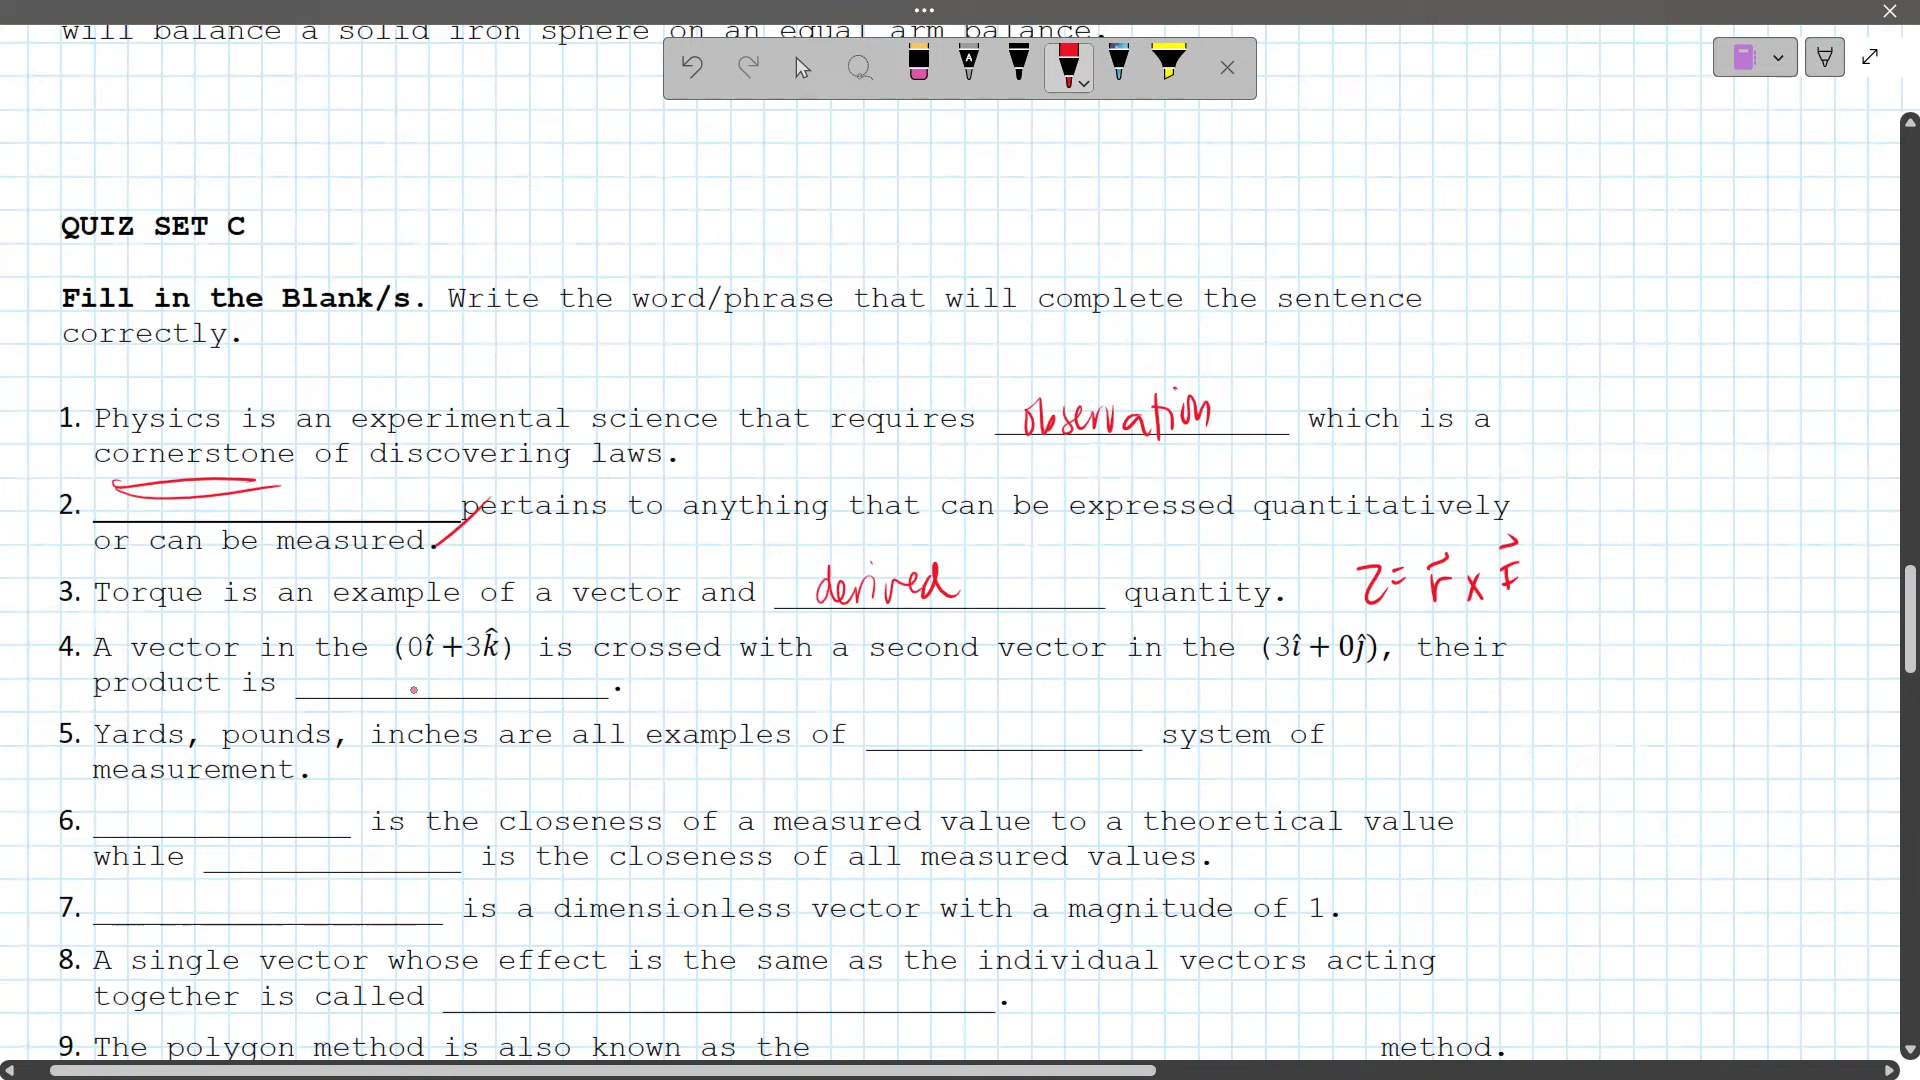 will balance a solid iron sphere on an equal arm balance.
QUIZ SET C
Fill in the Blank/s. Write the word/phrase that will complete the sentence
correctly.
1. Physics is an experimental science that requires observation which is a
cornerstone of discovering laws.
2. ____________________pertains to anything that can be expressed quantitatively
or can be measured.
3. Torque is an example of a vector and derived quantity. τ = r⃗ x F⃗
4. A vector in the (0î+3k̂) is crossed with a second vector in the (3î + 0ĵ), their
product is _________________.
5. Yards, pounds, inches are all examples of _______________ system of
measurement.
6. ______________ is the closeness of a measured value to a theoretical value
while ______________ is the closeness of all measured values.
7. ___________________ is a dimensionless vector with a magnitude of 1.
8. A single vector whose effect is the same as the individual vectors acting
together is called ______________________________.
9. The polygon method is also known as the method.